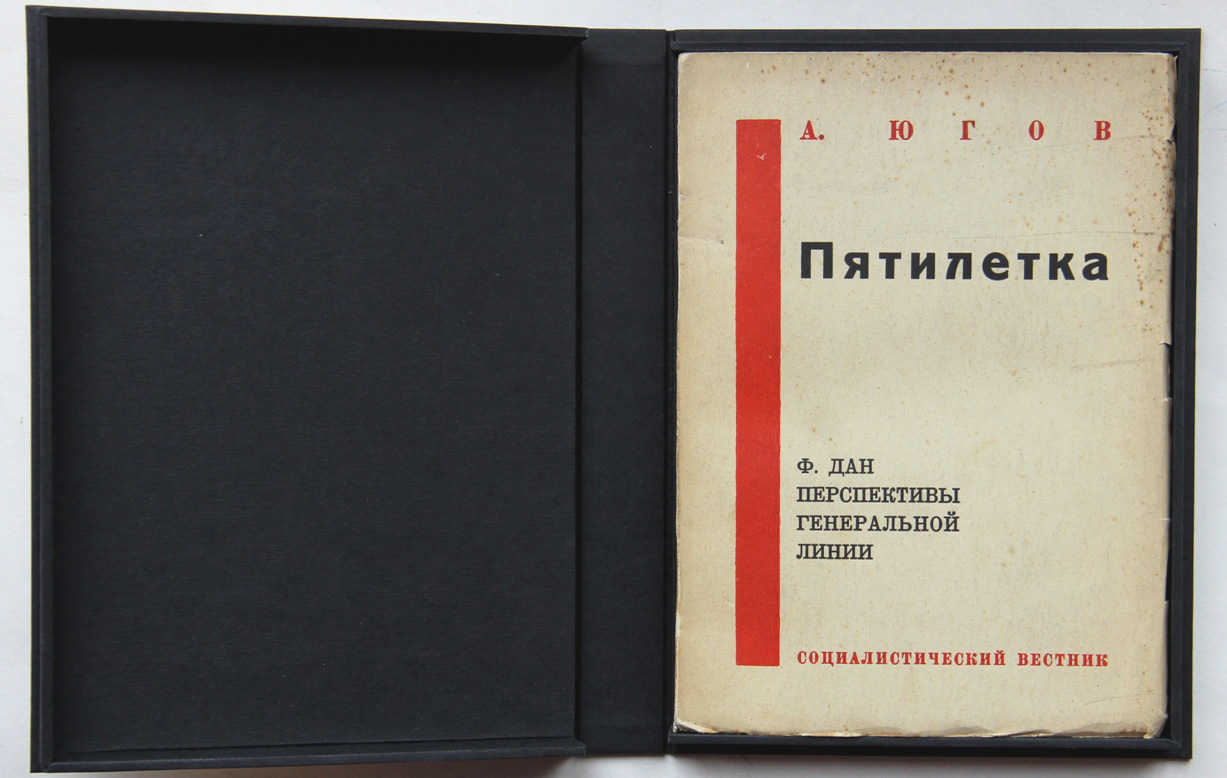 А. ЮГОВ
Пятилетка
Ф. ДАН
ПЕРСПЕКТИВЫ
ГЕНЕРАЛЬНОЙ
ЛИНИИ
СОЦИАЛИСТИЧЕСКИЙ ВЕСТНИК